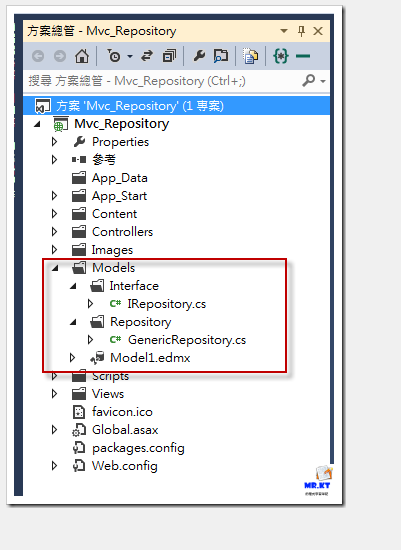 方案總管 - Mvc_Repository
搜尋 方案總管 - Mvc_Repository (Ctrl+;)
方案 'Mvc_Repository' (1 專案)
Mvc_Repository
Properties
參考
App_Data
App_Start
Content
Controllers
Images
Models
Interface
C# IRepository.cs
Repository
C# GenericRepository.cs
Model1.edmx
Scripts
Views
favicon.ico
Global.asax
packages.config
Web.config
MR.KT